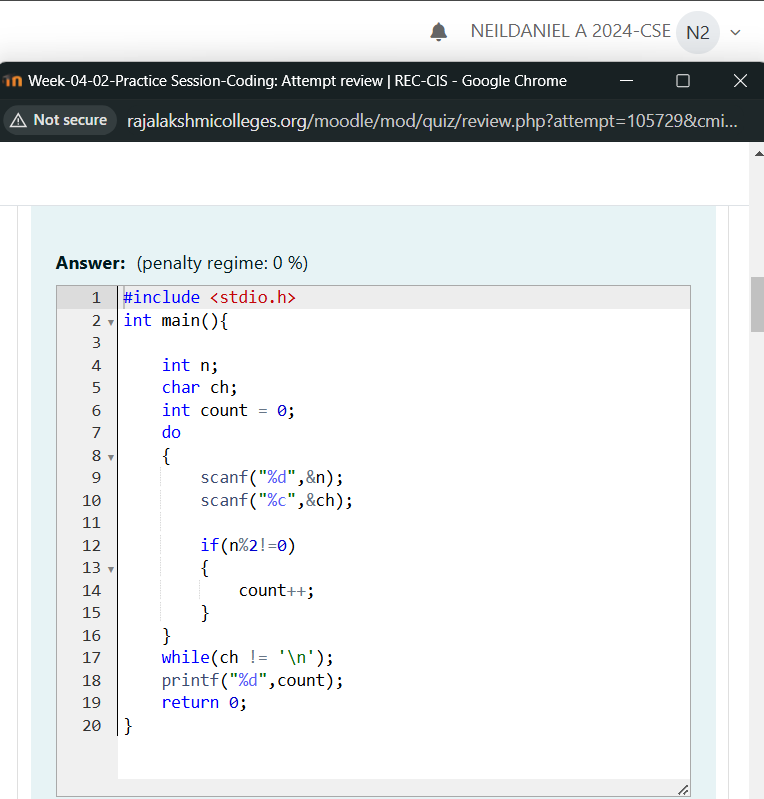 NEILDANIEL A 2024-CSE N2
Week-04-02-Practice Session-Coding: Attempt review | REC-CIS - Google Chrome
Not secure rajalakshmicolleges.org/moodle/mod/quiz/review.php?attempt=105729&cmi...
Answer: (penalty regime: 0 %)
1 #include <stdio.h>
2 int main(){
3
4     int n;
5     char ch;
6     int count = 0;
7     do
8     {
9         scanf("%d",&n);
10         scanf("%c",&ch);
11
12         if(n%2!=0)
13         {
14             count++;
15         }
16     }
17     while(ch != '\n');
18     printf("%d",count);
19     return 0;
20 }